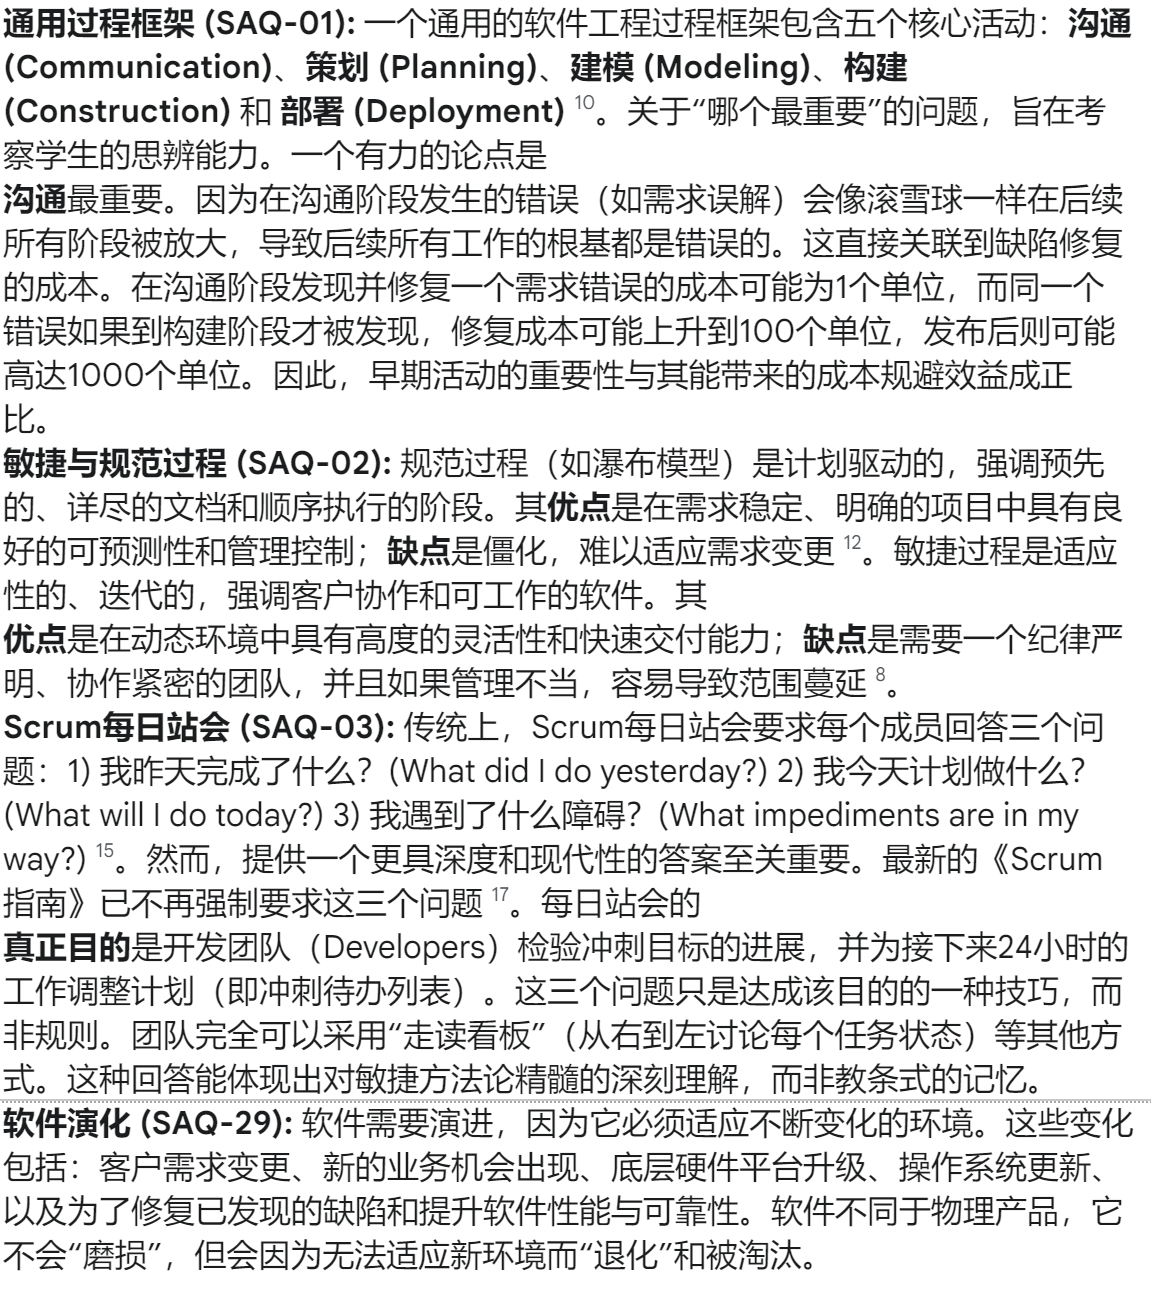 通用过程框架 (SAQ-01): 一个通用的软件工程过程框架包含五个核心活动：沟通
(Communication)、策划 (Planning)、建模 (Modeling)、构建
(Construction) 和 部署 (Deployment) 10。关于“哪个最重要”的问题，旨在考
察学生的思辨能力。一个有力的论点是
沟通最重要。因为在沟通阶段发生的错误（如需求误解）会像滚雪球一样在后续
所有阶段被放大，导致后续所有工作的根基都是错误的。这直接关联到缺陷修复
的成本。在沟通阶段发现并修复一个需求错误的成本可能为1个单位，而同一个
错误如果到构建阶段才被发现，修复成本可能上升到100个单位，发布后则可能
高达1000个单位。因此，早期活动的重要性与其能带来的成本规避效益成正
比。
敏捷与规范过程 (SAQ-02): 规范过程（如瀑布模型）是计划驱动的，强调预先
的、详尽的文档和顺序执行的阶段。其优点是在需求稳定、明确的项目中具有良
好的可预测性和管理控制；缺点是僵化，难以适应需求变更 12。敏捷过程是适应
性的、迭代的，强调客户协作和可工作的软件。其
优点是在动态环境中具有高度的灵活性和快速交付能力；缺点是需要一个纪律严
明、协作紧密的团队，并且如果管理不当，容易导致范围蔓延 8。
Scrum每日站会 (SAQ-03): 传统上，Scrum每日站会要求每个成员回答三个问
题：1) 我昨天完成了什么？(What did I do yesterday?) 2) 我今天计划做什么？
(What will I do today?) 3) 我遇到了什么障碍？(What impediments are in my
way?) 15。然而，提供一个更具深度和现代性的答案至关重要。最新的《Scrum
指南》已不再强制要求这三个问题 17。每日站会的
真正目的是开发团队（Developers）检验冲刺目标的进展，并为接下来24小时的
工作调整计划（即冲刺待办列表）。这三个问题只是达成该目的的一种技巧，而
非规则。团队完全可以采用“走读看板”（从右到左讨论每个任务状态）等其他方
式。这种回答能体现出对敏捷方法论精髓的深刻理解，而非教条式的记忆。
软件演化 (SAQ-29): 软件需要演进，因为它必须适应不断变化的环境。这些变化
包括：客户需求变更、新的业务机会出现、底层硬件平台升级、操作系统更新、
以及为了修复已发现的缺陷和提升软件性能与可靠性。软件不同于物理产品，它
不会“磨损”，但会因为无法适应新环境而“退化”和被淘汰。